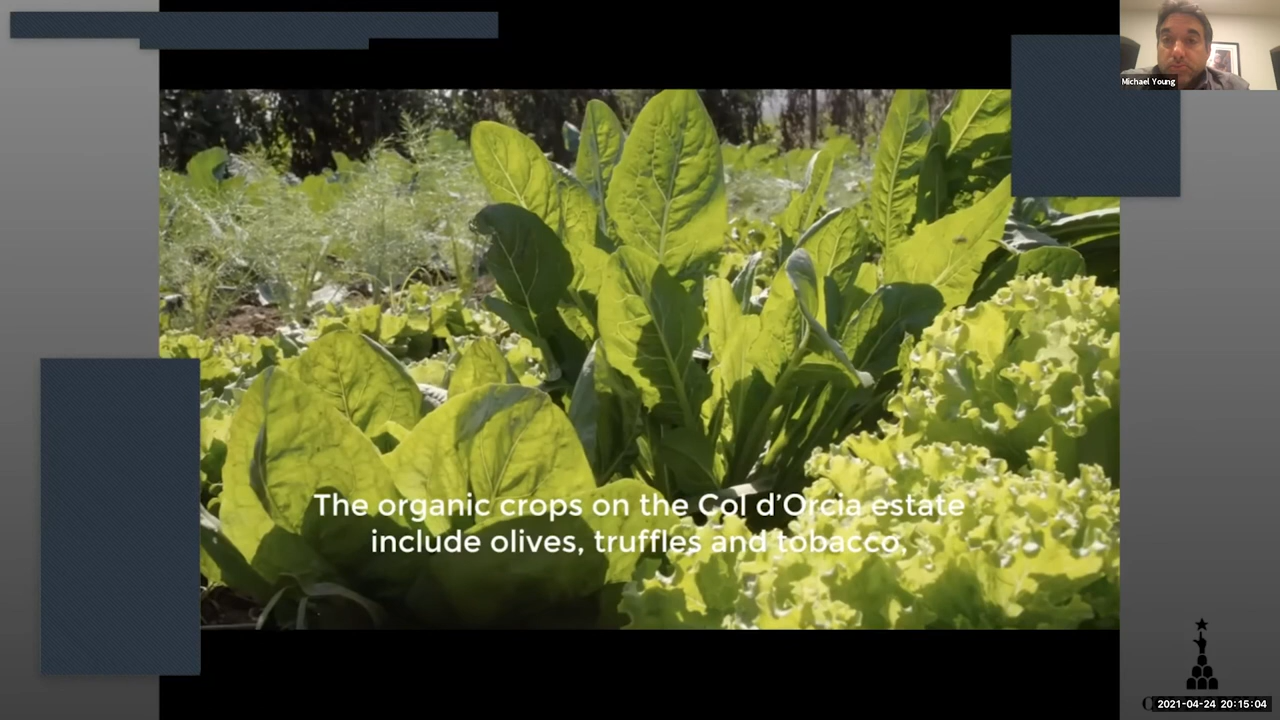 Michael Young
The organic crops on the Col d'Orcia estate
include olives, truffles and tobacco,
2021-04-24 20:15:04